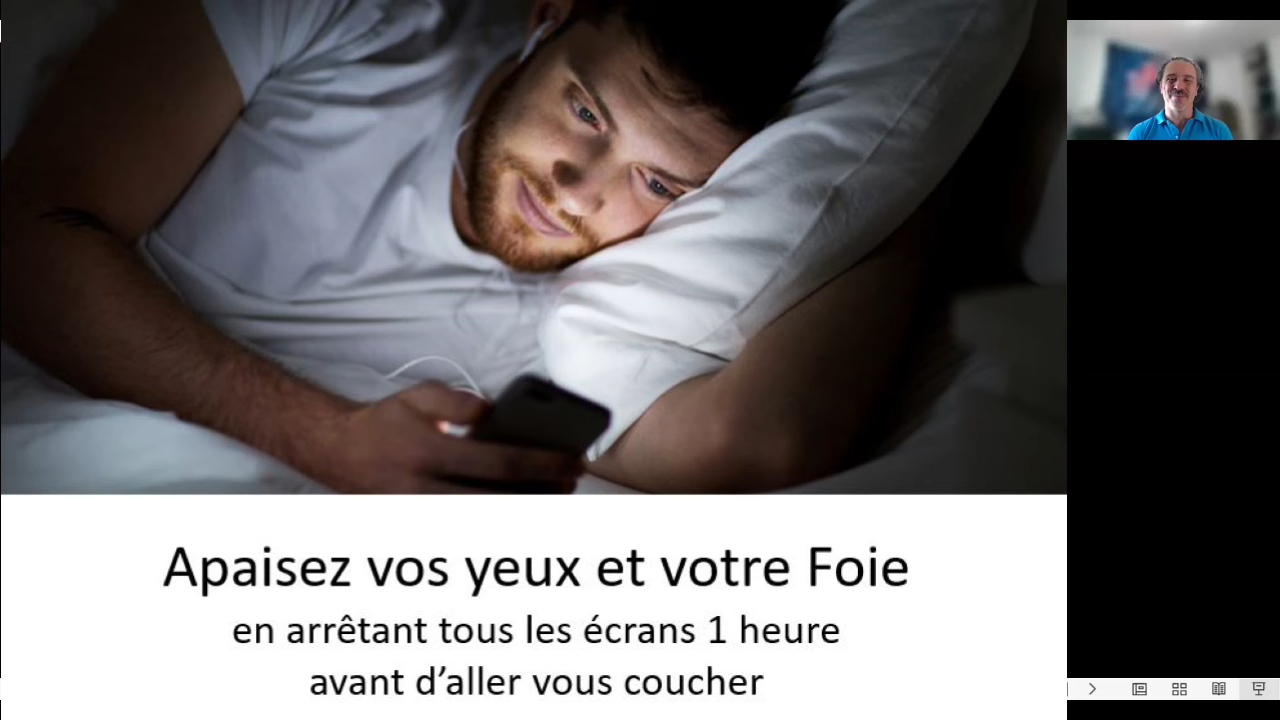 Apaisez vos yeux et votre Foie
en arrêtant tous les écrans 1 heure
avant d’aller vous coucher